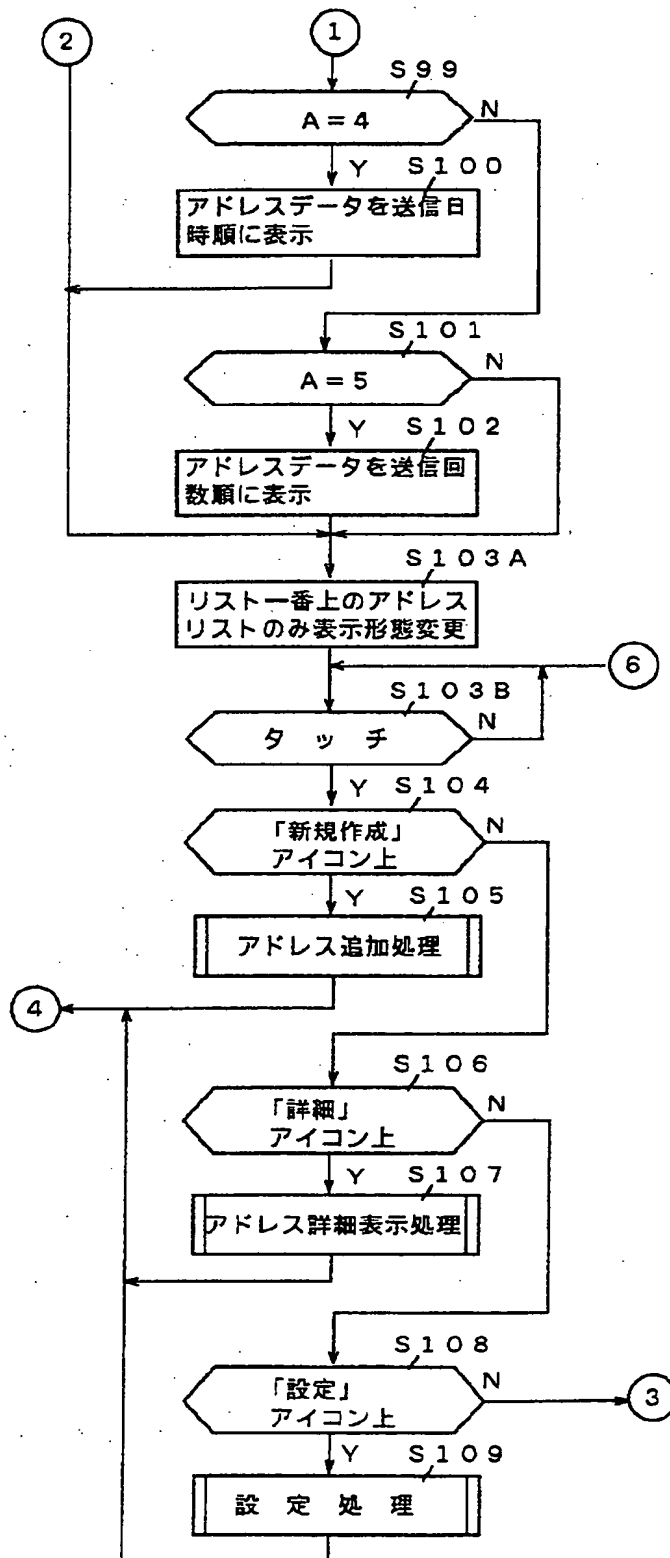 2
1
S99
A=4
N
Y
S100
アドレスデータを送信日
時順に表示
S101
A=5
N
Y
S102
アドレスデータを送信回
数順に表示
S103A
リスト一番上のアドレス
リストのみ表示形態変更
6
S103B
タッチ
N
Y
S104
「新規作成」
アイコン上
N
Y
S105
アドレス追加処理
4
S106
「詳細」
アイコン上
N
Y
S107
アドレス詳細表示処理
S108
「設定」
アイコン上
N
3
Y
S109
設定処理